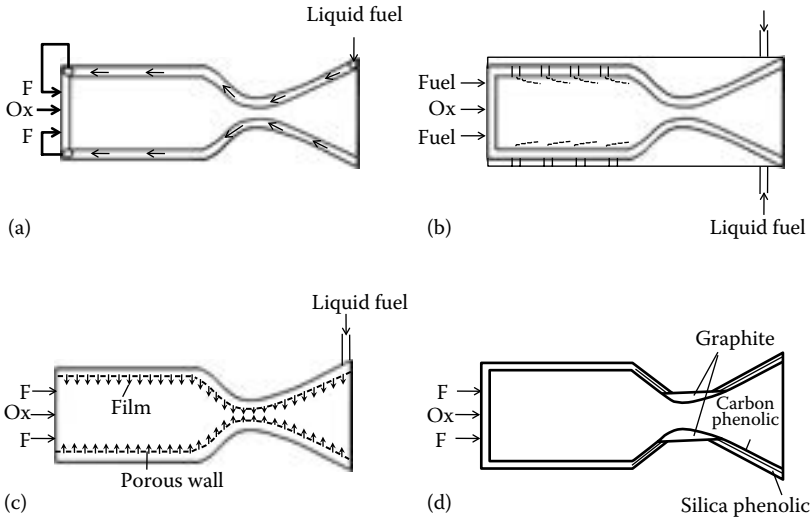 Liquid fuel
F
Ox
F
(a)
Fuel
Ox
Fuel
Liquid fuel
(b)
Liquid fuel
F
Ox
F
Film
Porous wall
(c)
Graphite
F
Ox
F
Carbon
phenolic
Silica phenolic
(d)